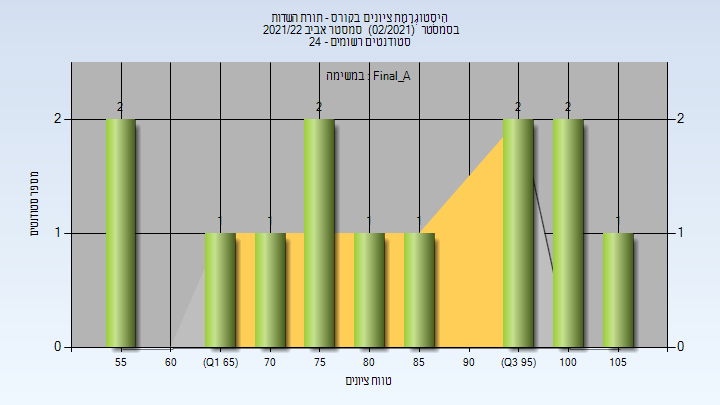 היסטוגרמת ציונים בקורס - תורת השדות
בסמסטר (02/2021) סמסטר אביב 2021/22
סטודנטים רשומים - 24
במשימה : Final_A
2 2 2 2
2 2
מספר סטודנטים
1 1 1 1 1
1 1
0 0
55 60 (Q1 65) 70 75 80 85 90 (Q3 95) 100 105
טווח ציונים